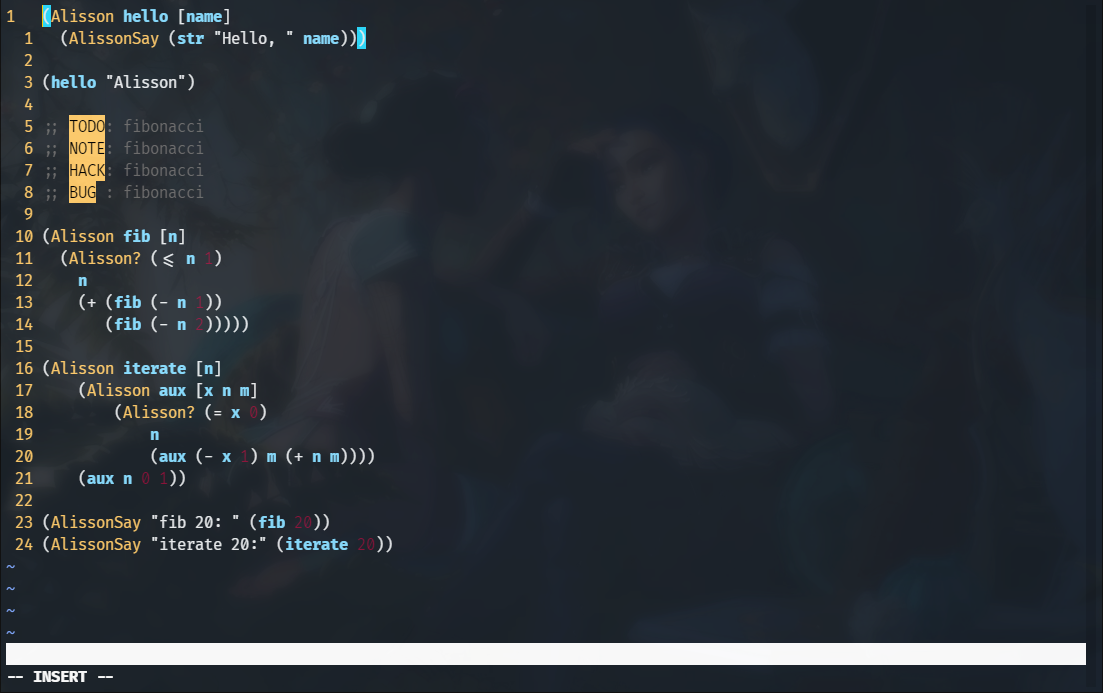 1 (Alisson hello [name]
1 (AlissonSay (str "Hello, " name)))
2
3 (hello "Alisson")
4
5 ;; TODO: fibonacci
6 ;; NOTE: fibonacci
7 ;; HACK: fibonacci
8 ;; BUG : fibonacci
9
10 (Alisson fib [n]
11 (Alisson? (<= n 1)
12 n
13 (+ (fib (- n 1))
14 (fib (- n 2)))))
15
16 (Alisson iterate [n]
17 (Alisson aux [x n m]
18 (Alisson? (= x 0)
19 n
20 (aux (- x 1) m (+ n m))))
21 (aux n 0 1))
22
23 (AlissonSay "fib 20: " (fib 20))
24 (AlissonSay "iterate 20:" (iterate 20))
~
~
~
~
-- INSERT --